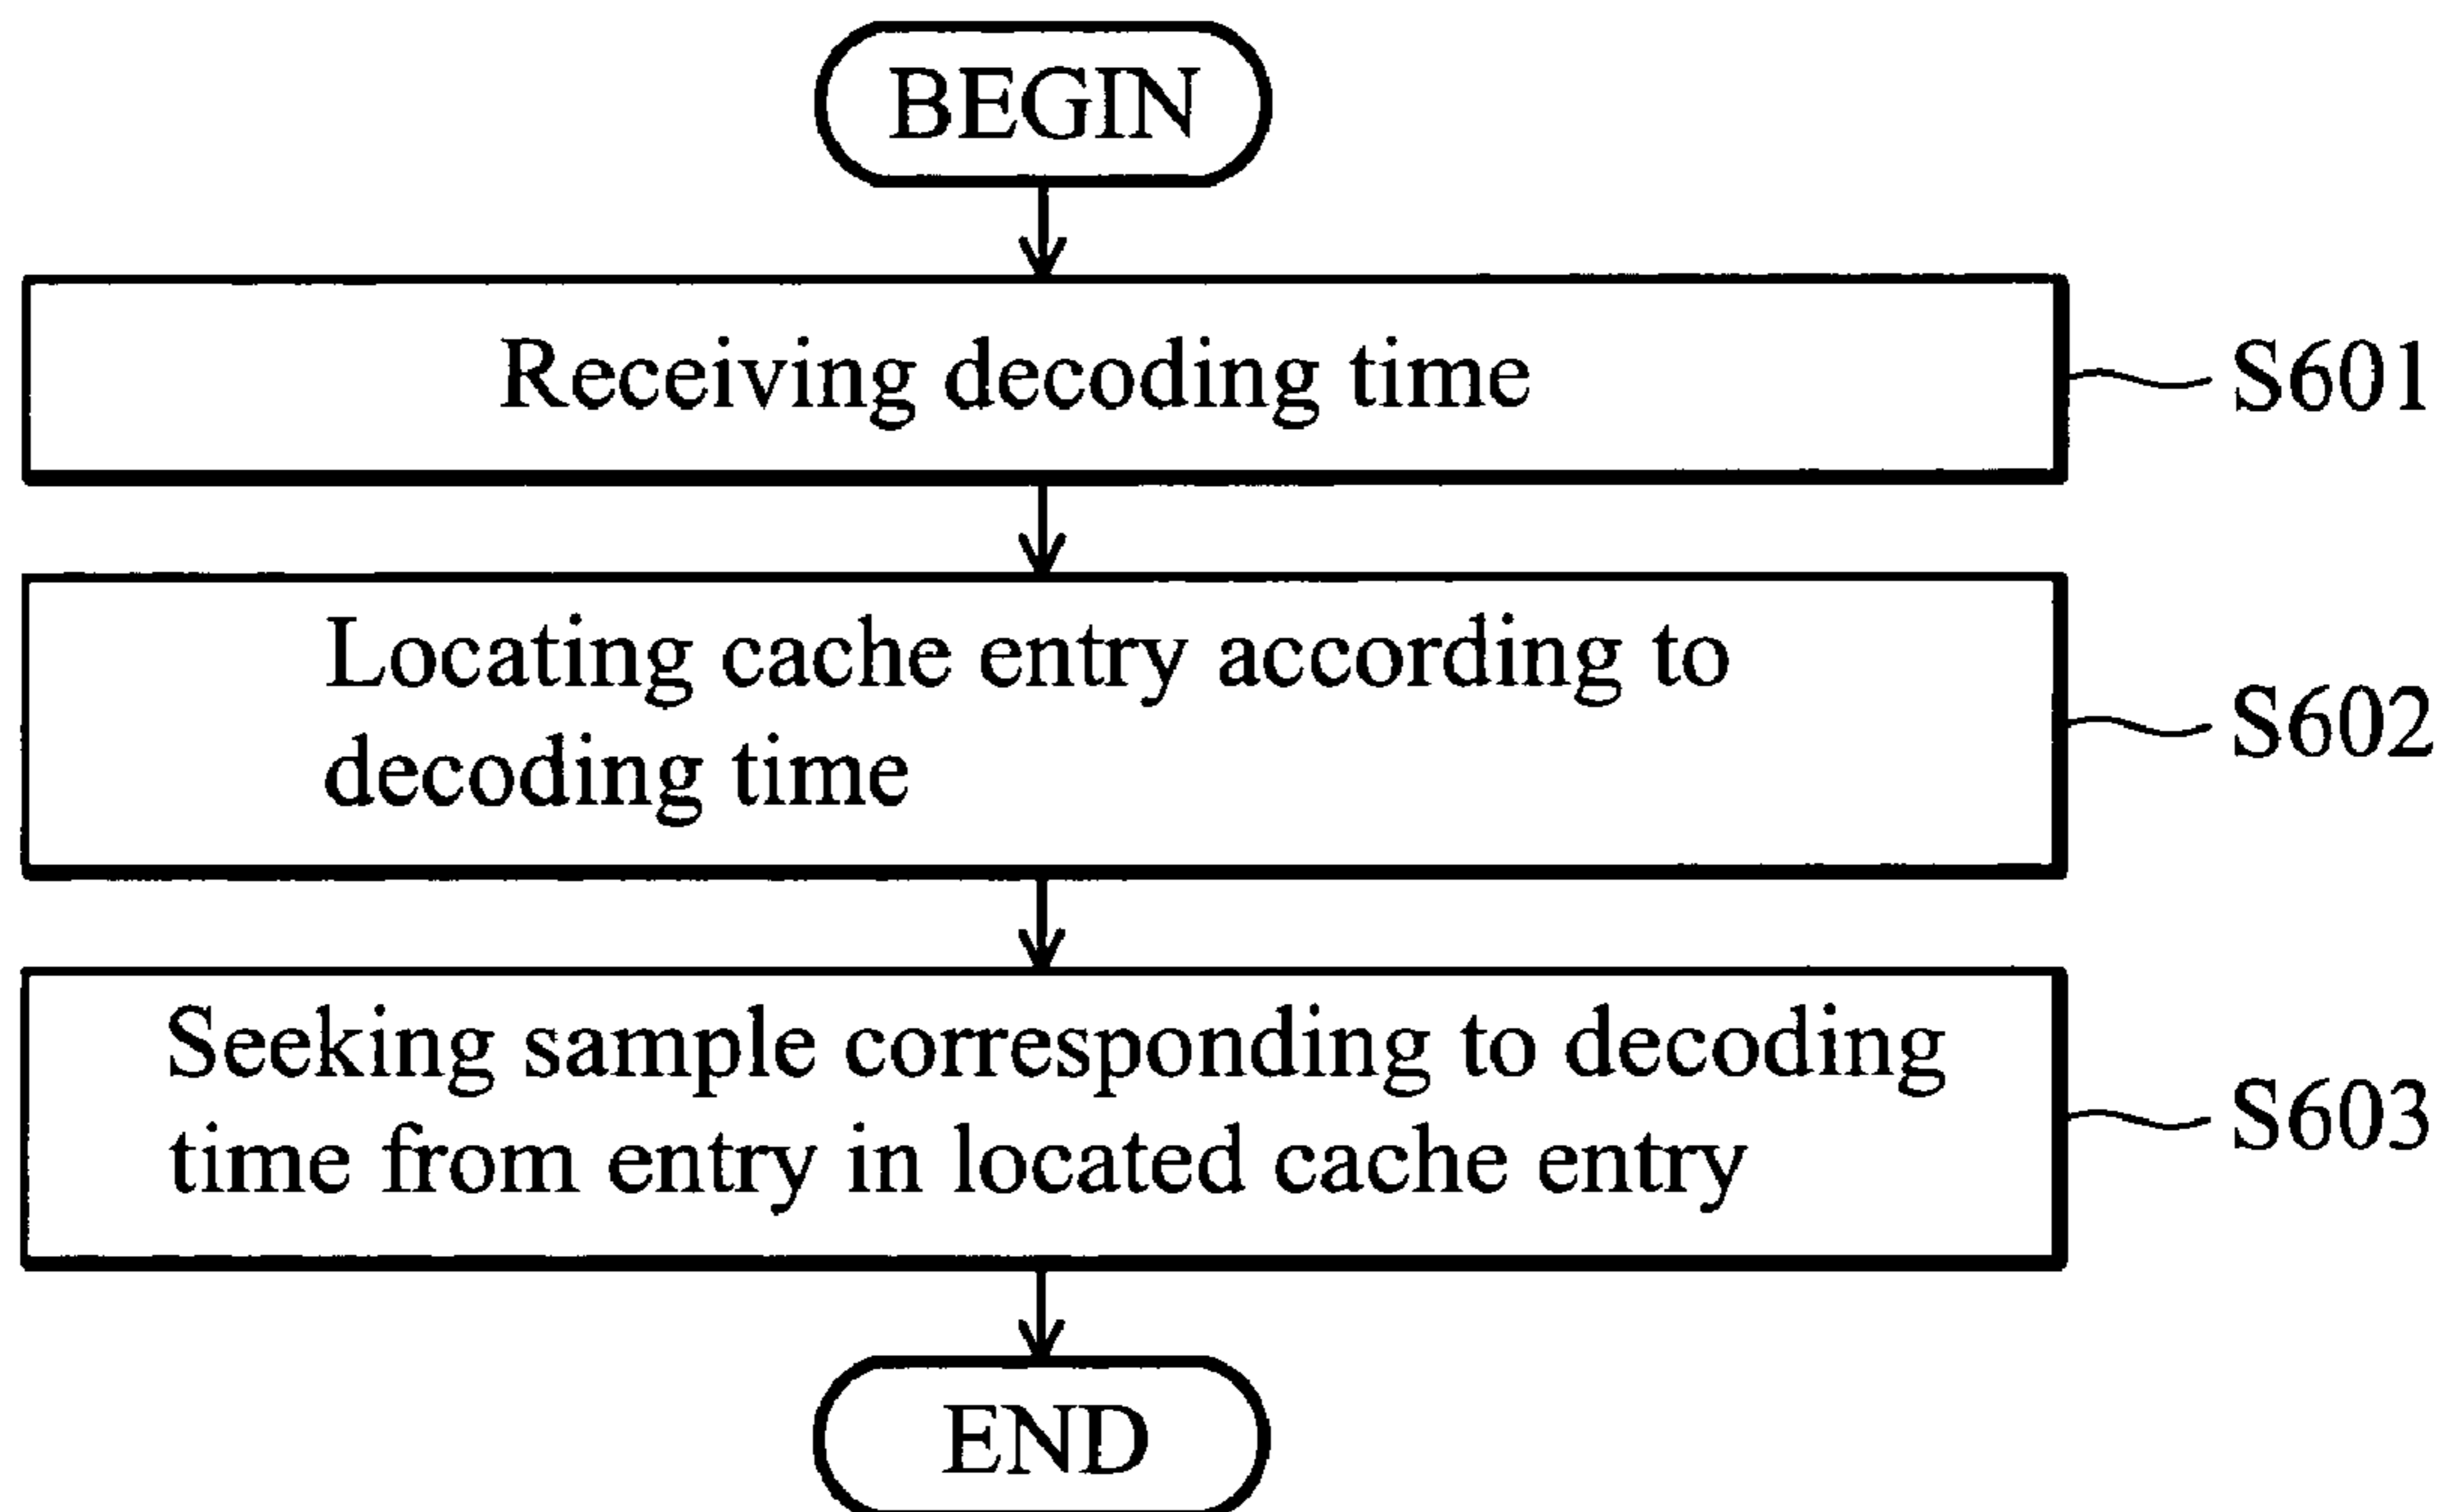 BEGIN
Receiving decoding time
S601
Locating cache entry according to
decoding time
S602
Seeking sample corresponding to decoding
time from entry in located cache entry
S603
END